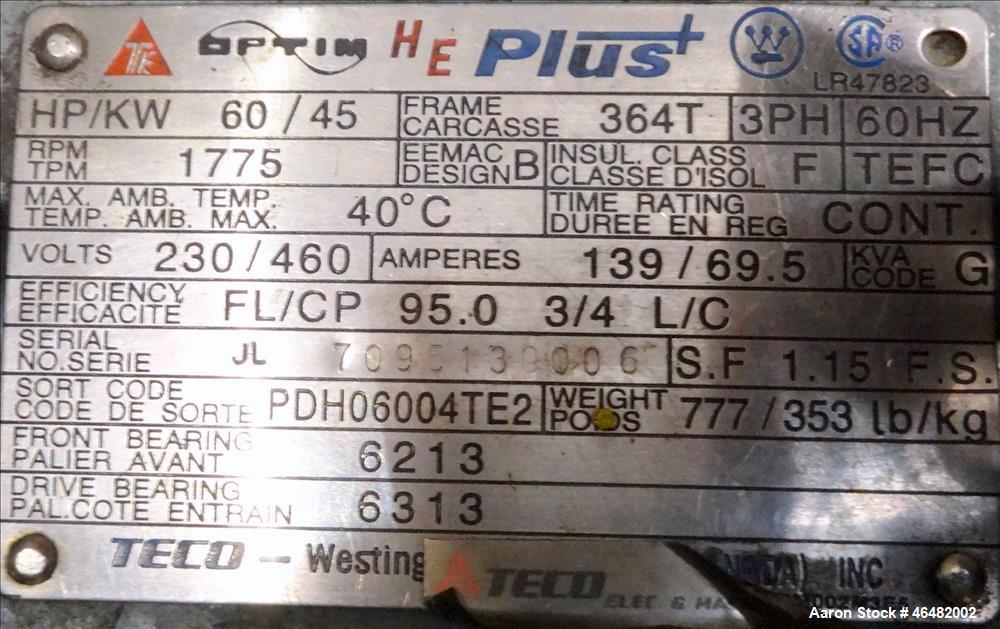 OPTIM HE Plus+
LR47823
HP/KW 60 / 45 FRAME CARCASSE 364T 3PH 60HZ
RPM TPM 1775 EEMAC DESIGN B INSUL. CLASS CLASSE D'ISOL F TEFC
MAX. AMB. TEMP. TEMP. AMB. MAX. 40°C TIME RATING DUREE EN REG CONT.
VOLTS 230 / 460 AMPERES 139 / 69.5 KVA CODE G
EFFICIENCY EFFICACITE FL/CP 95.0 3/4 L/C
SERIAL NO.SERIE JL S.F 1.15 F.S.
SORT CODE CODE DE SORTE PDH06004TE2 WEIGHT 777 / 353 lb/kg
FRONT BEARING PALIER AVANT 6213
DRIVE BEARING PAL.COTE ENTRAIN 6313
TECO - Westing TECO INC
ELEC & 
Aaron Stock # 46482002